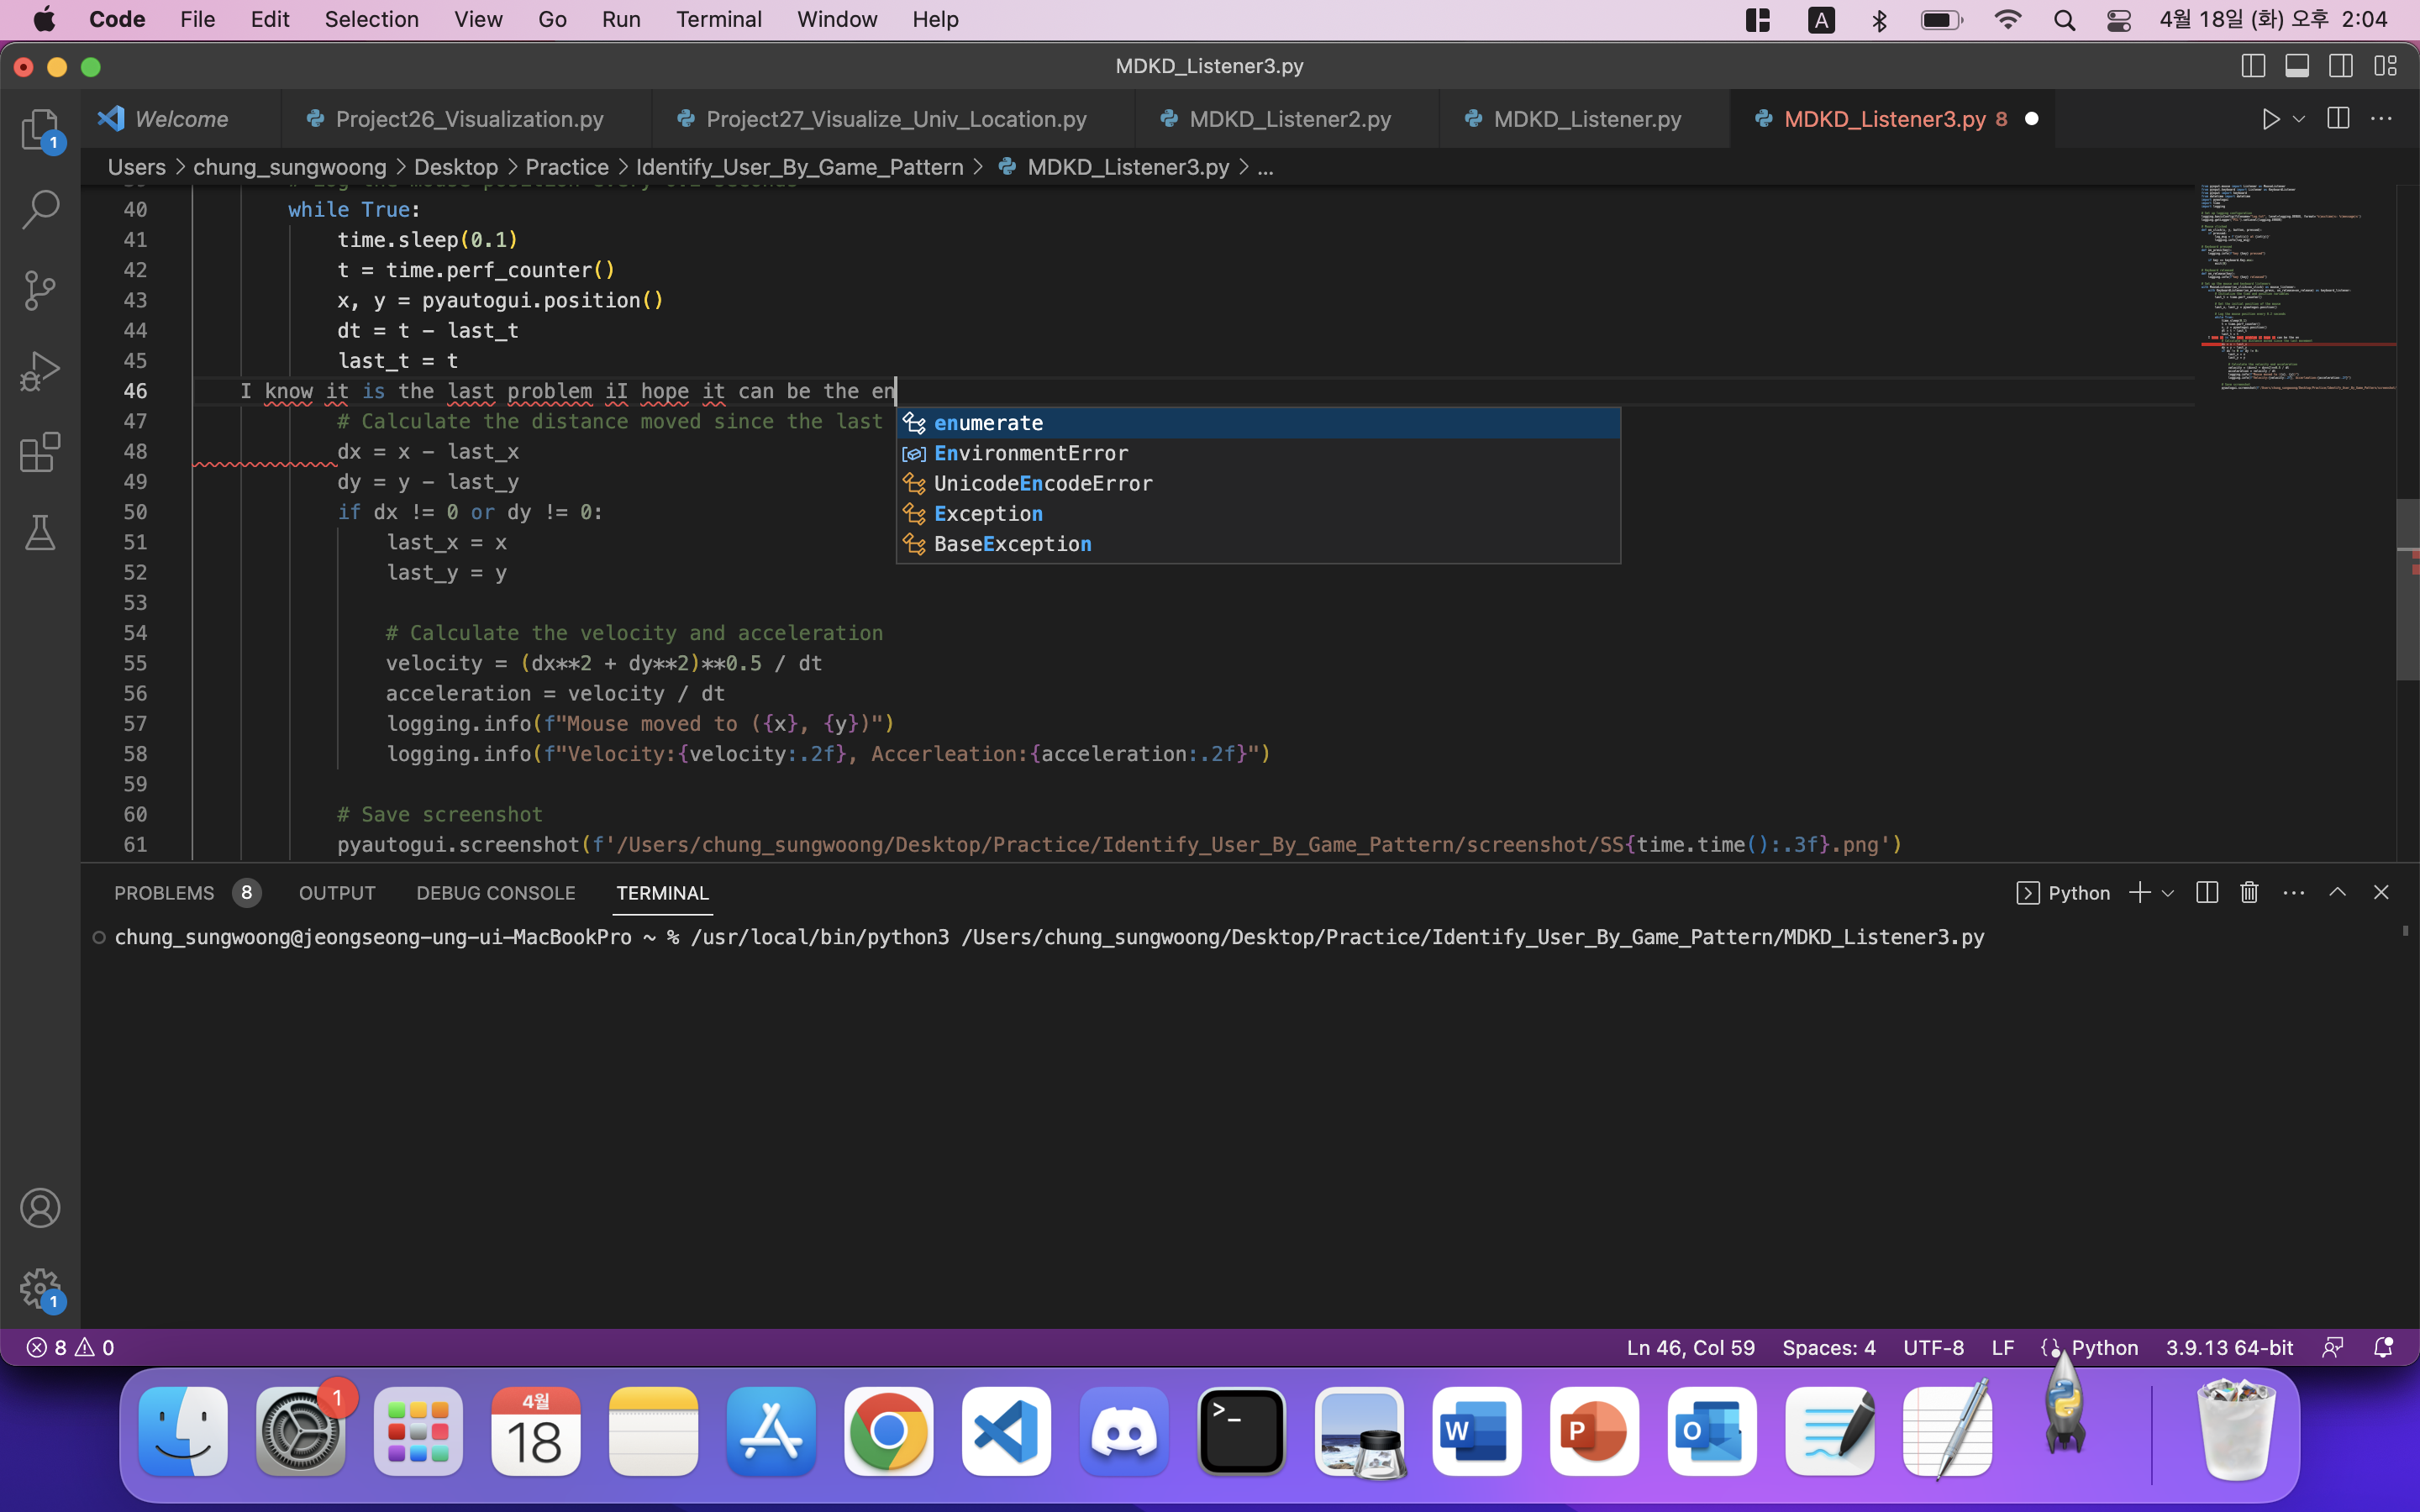 Code File Edit Selection View Go Run Terminal Window Help A 4월 18일 (화) 오후 2:04
MDKD_Listener3.py
Welcome Project26_Visualization.py Project27_Visualize_Univ_Location.py MDKD_Listener2.py MDKD_Listener.py MDKD_Listener3.py 8
1
Users > chung_sungwoong > Desktop > Practice > Identify_User_By_Game_Pattern > MDKD_Listener3.py > ...
40 while True:
41 time.sleep(0.1)
42 t = time.perf_counter()
43 x, y = pyautogui.position()
44 dt = t - last_t
45 last_t = t
46 I know it is the last problem iI hope it can be the en
47 # Calculate the distance moved since the last
48 dx = x - last_x
49 dy = y - last_y
50 if dx != 0 or dy != 0:
51 last_x = x
52 last_y = y
53
54 # Calculate the velocity and acceleration
55 velocity = (dx**2 + dy**2)**0.5 / dt
56 acceleration = velocity / dt
57 logging.info(f"Mouse moved to ({x}, {y})")
58 logging.info(f"Velocity:{velocity:.2f}, Accerleation:{acceleration:.2f}")
59
60 # Save screenshot
61 pyautogui.screenshot(f'/Users/chung_sungwoong/Desktop/Practice/Identify_User_By_Game_Pattern/screenshot/SS{time.time():.3f}.png')
enumerate
EnvironmentError
UnicodeEncodeError
Exception
BaseException
PROBLEMS 8 OUTPUT DEBUG CONSOLE TERMINAL Python
chung_sungwoong@jeongseong-ung-ui-MacBookPro ~ % /usr/local/bin/python3 /Users/chung_sungwoong/Desktop/Practice/Identify_User_By_Game_Pattern/MDKD_Listener3.py
1
8 0 Ln 46, Col 59 Spaces: 4 UTF-8 LF Python 3.9.13 64-bit
1
4월
18
W
P
O